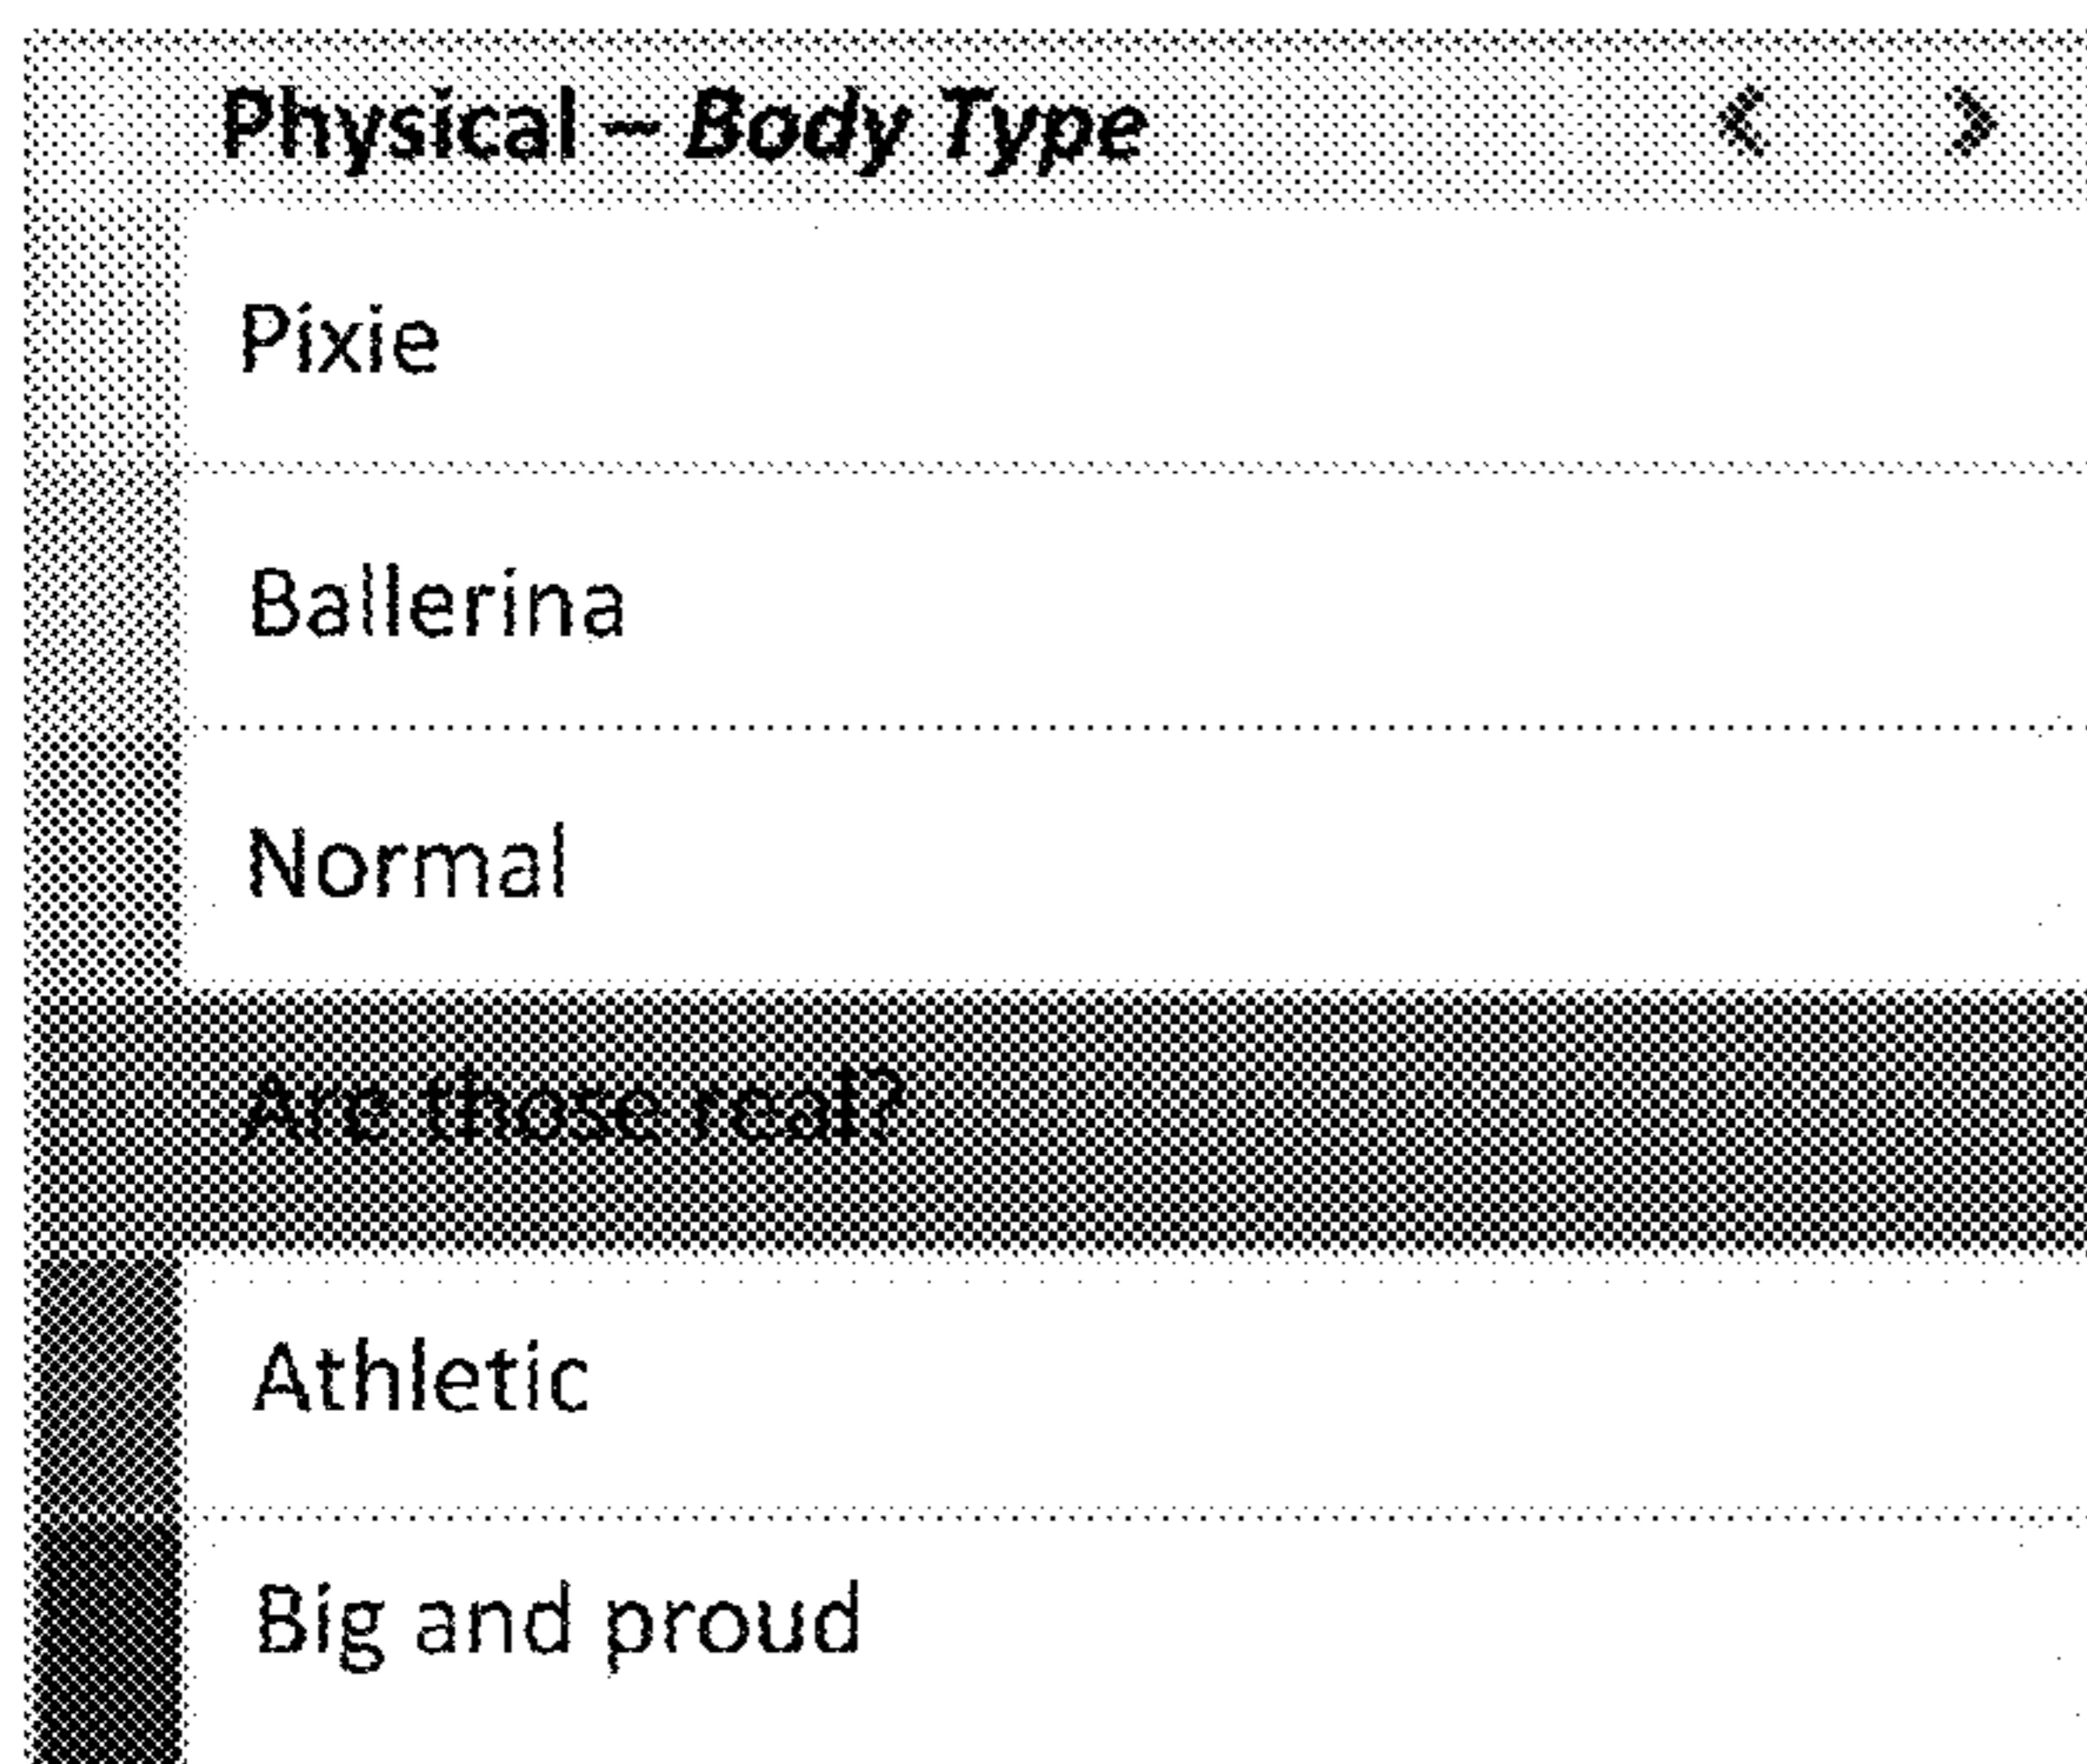 Physical – Body Type < >
Pixie
Ballerina
Normal
Are those real?
Athletic
Big and proud